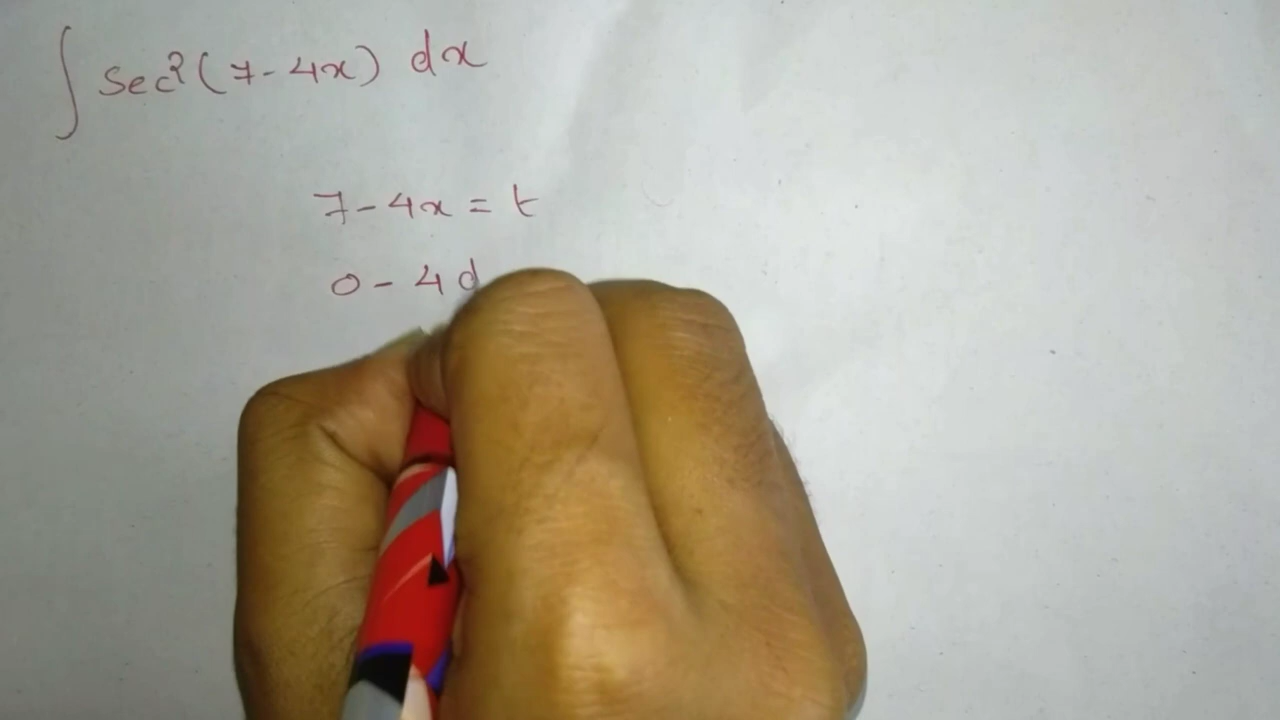 ∫ Sec²(7-4x) dx
7-4x = t
0-4d